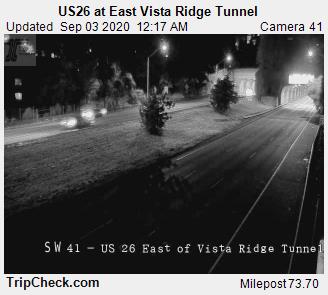 US26 at East Vista Ridge Tunnel
Updated Sep 03 2020 12:17 AM Camera 41
SW 41 - US 26 East of Vista Ridge Tunnel
TripCheck.com Milepost 73.70